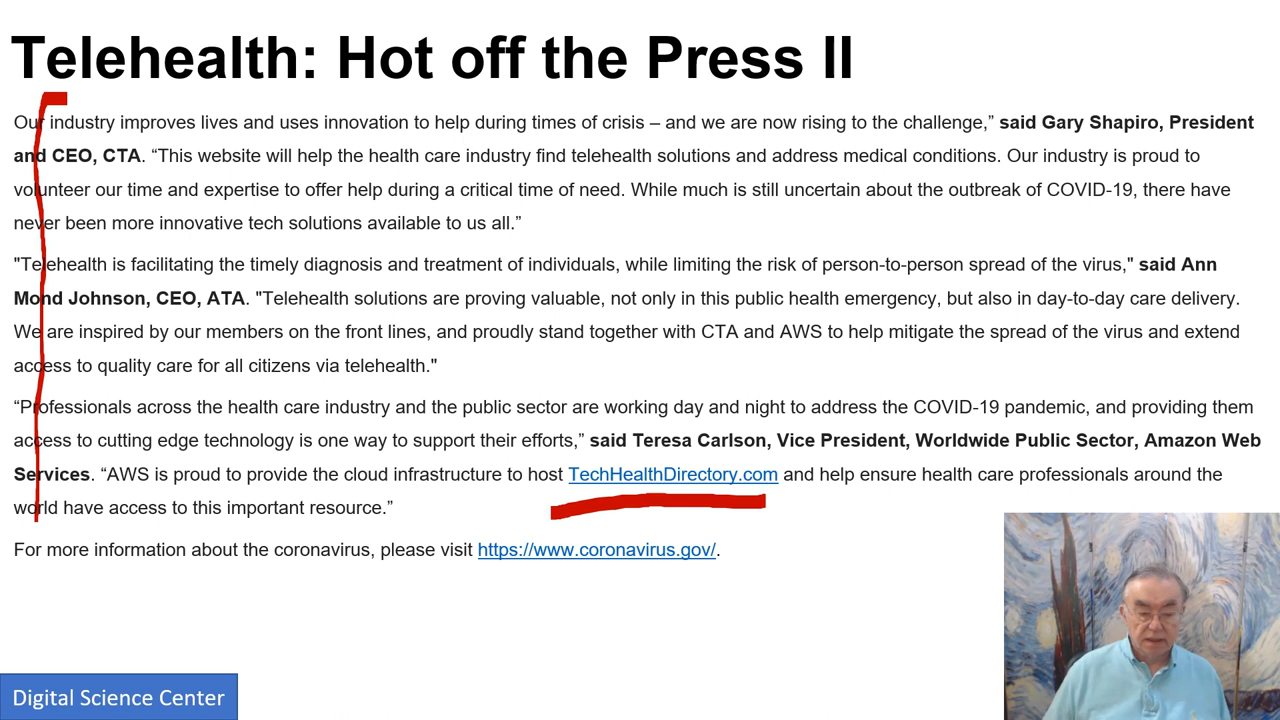 Telehealth: Hot off the Press II
Our industry improves lives and uses innovation to help during times of crisis – and we are now rising to the challenge,” said Gary Shapiro, President
and CEO, CTA. “This website will help the health care industry find telehealth solutions and address medical conditions. Our industry is proud to
volunteer our time and expertise to offer help during a critical time of need. While much is still uncertain about the outbreak of COVID-19, there have
never been more innovative tech solutions available to us all.”
"Telehealth is facilitating the timely diagnosis and treatment of individuals, while limiting the risk of person-to-person spread of the virus," said Ann
Mond Johnson, CEO, ATA. "Telehealth solutions are proving valuable, not only in this public health emergency, but also in day-to-day care delivery.
We are inspired by our members on the front lines, and proudly stand together with CTA and AWS to help mitigate the spread of the virus and extend
access to quality care for all citizens via telehealth."
“Professionals across the health care industry and the public sector are working day and night to address the COVID-19 pandemic, and providing them
access to cutting edge technology is one way to support their efforts,” said Teresa Carlson, Vice President, Worldwide Public Sector, Amazon Web
Services. “AWS is proud to provide the cloud infrastructure to host TechHealthDirectory.com and help ensure health care professionals around the
world have access to this important resource.”
For more information about the coronavirus, please visit https://www.coronavirus.gov/.
Digital Science Center